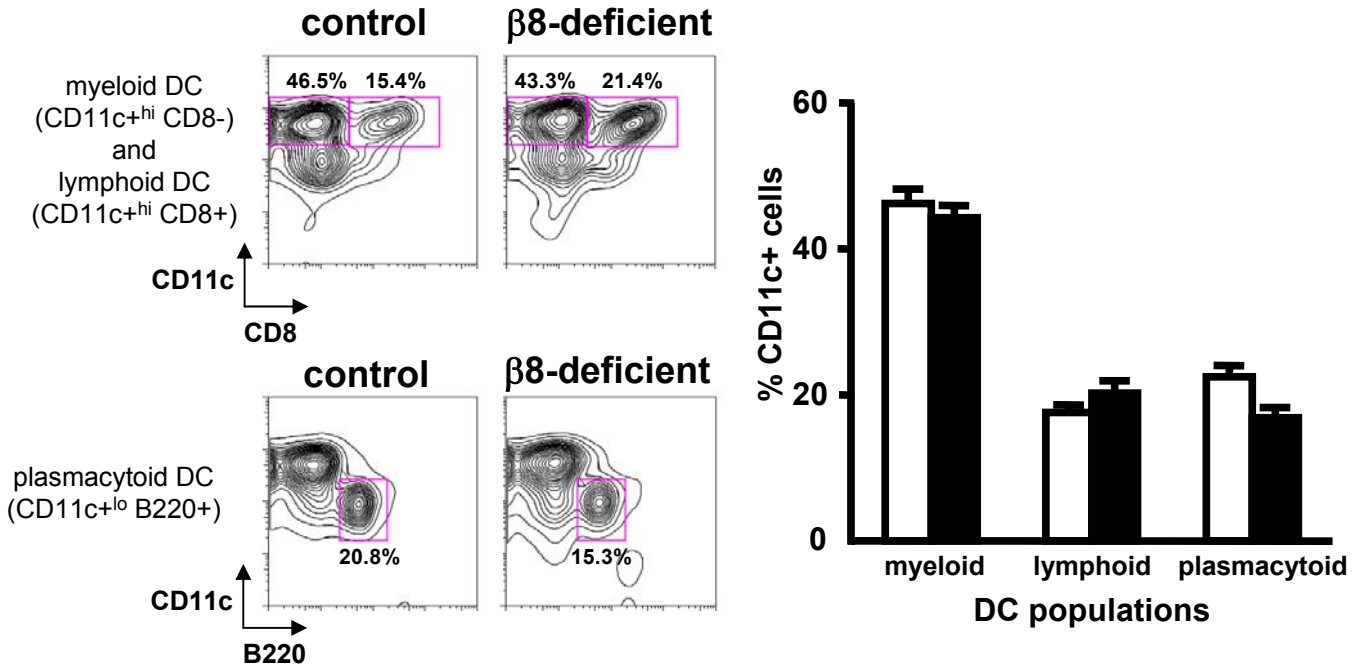 control β8-deficient
46.5% 15.4% 43.3% 21.4%
myeloid DC
(CD11c+hi CD8-)
and
lymphoid DC
(CD11c+hi CD8+)
CD11c
CD8
control β8-deficient
plasmacytoid DC
(CD11c+lo B220+)
20.8% 15.3%
CD11c
B220
% CD11c+ cells
60
40
20
0
myeloid lymphoid plasmacytoid
DC populations